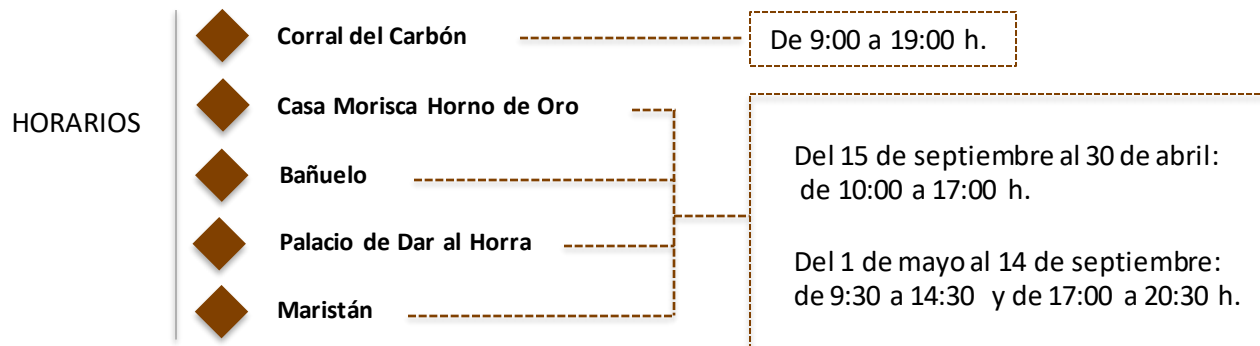 HORARIOS
Corral del Carbón
De 9:00 a 19:00 h.
Casa Morisca Horno de Oro
Bañuelo
Palacio de Dar al Horra
Maristán
Del 15 de septiembre al 30 de abril:
de 10:00 a 17:00 h.
Del 1 de mayo al 14 de septiembre:
de 9:30 a 14:30 y de 17:00 a 20:30 h.